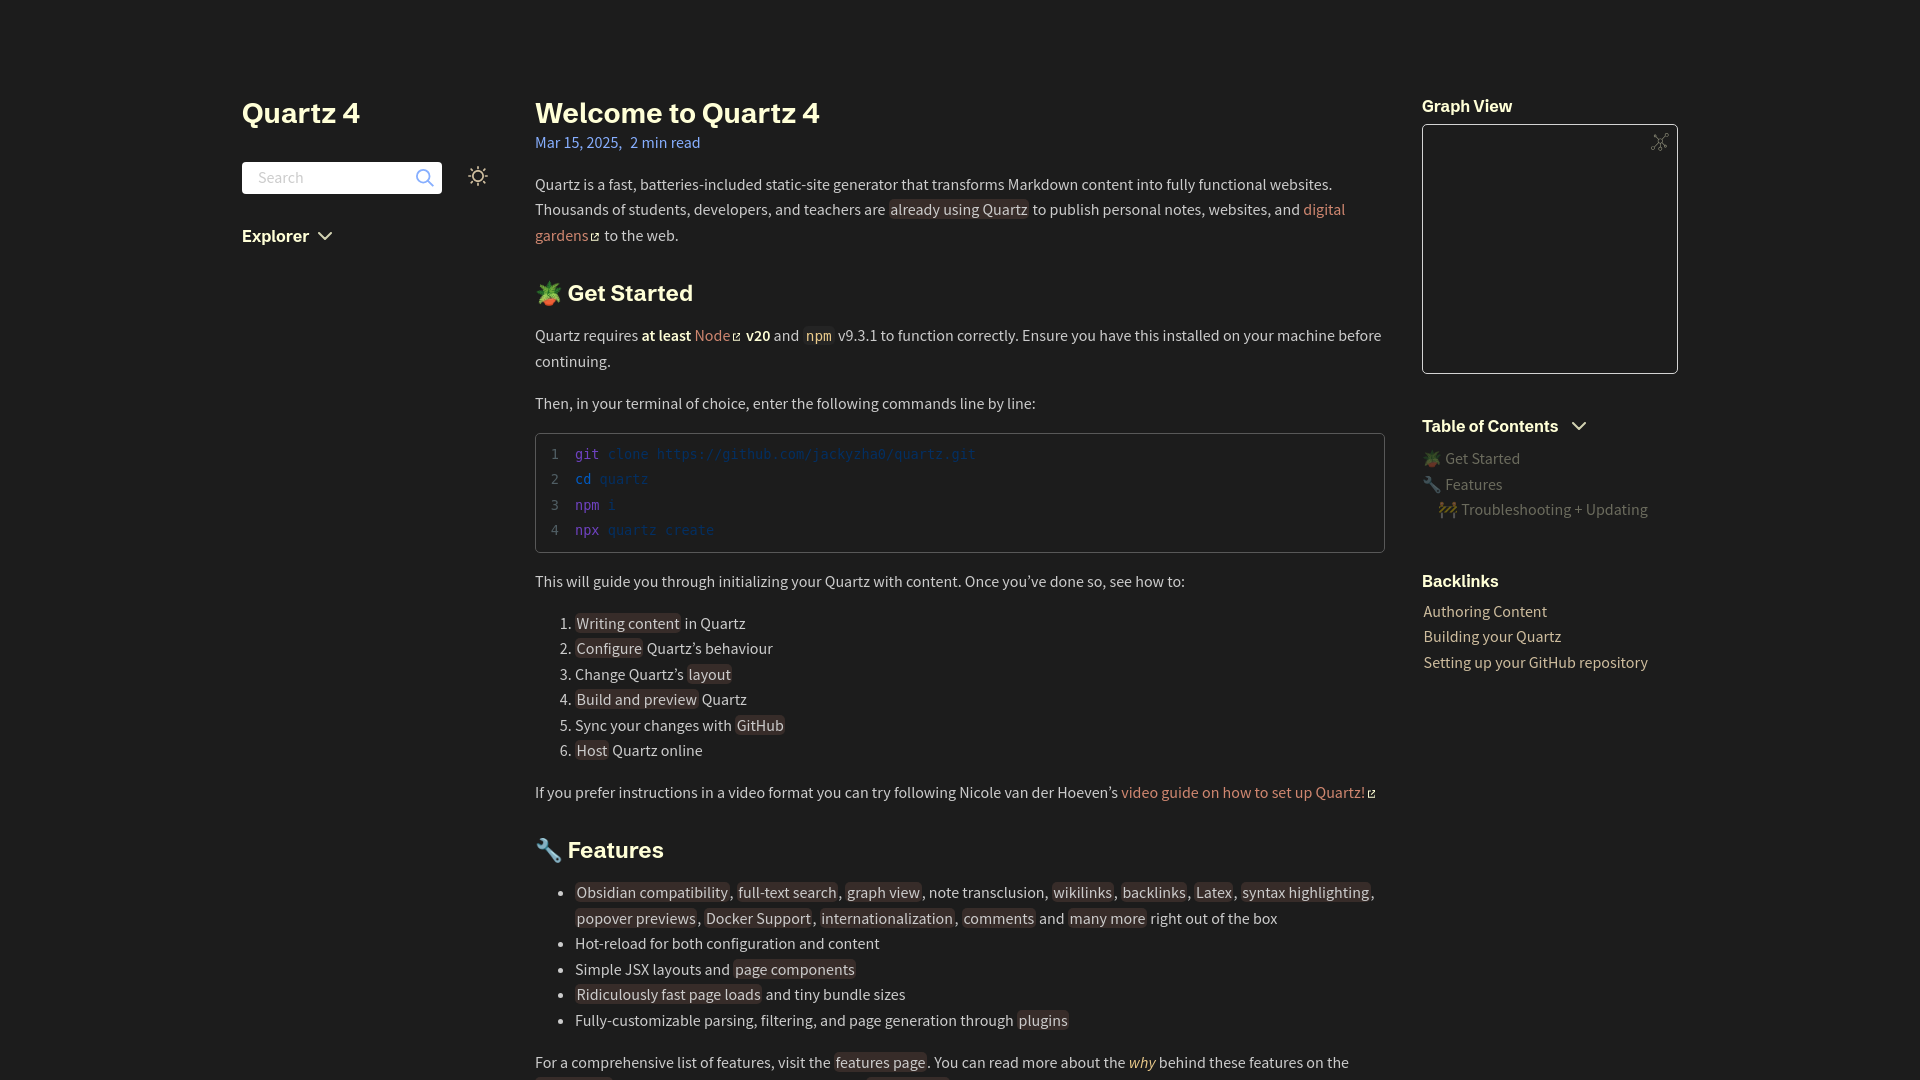 Quartz 4
Search
Explorer
Welcome to Quartz 4
Mar 15, 2025, 2 min read
Quartz is a fast, batteries-included static-site generator that transforms Markdown content into fully functional websites.
Thousands of students, developers, and teachers are already using Quartz to publish personal notes, websites, and digital
gardens to the web.
🪴 Get Started
Quartz requires at least Node v20 and npm v9.3.1 to function correctly. Ensure you have this installed on your machine before
continuing.
Then, in your terminal of choice, enter the following commands line by line:
1 git clone https://github.com/jackyzha0/quartz.git
2 cd quartz
3 npm i
4 npx quartz create
This will guide you through initializing your Quartz with content. Once you’ve done so, see how to:
1. Writing content in Quartz
2. Configure Quartz’s behaviour
3. Change Quartz’s layout
4. Build and preview Quartz
5. Sync your changes with GitHub
6. Host Quartz online
If you prefer instructions in a video format you can try following Nicole van der Hoeven’s video guide on how to set up Quartz!
🔧 Features
• Obsidian compatibility, full-text search, graph view, note transclusion, wikilinks, backlinks, Latex, syntax highlighting,
popover previews, Docker Support, internationalization, comments and many more right out of the box
• Hot-reload for both configuration and content
• Simple JSX layouts and page components
• Ridiculously fast page loads and tiny bundle sizes
• Fully-customizable parsing, filtering, and page generation through plugins
For a comprehensive list of features, visit the features page. You can read more about the why behind these features on the
Graph View
Table of Contents
🪴 Get Started
🔧 Features
🚧 Troubleshooting + Updating
Backlinks
Authoring Content
Building your Quartz
Setting up your GitHub repository